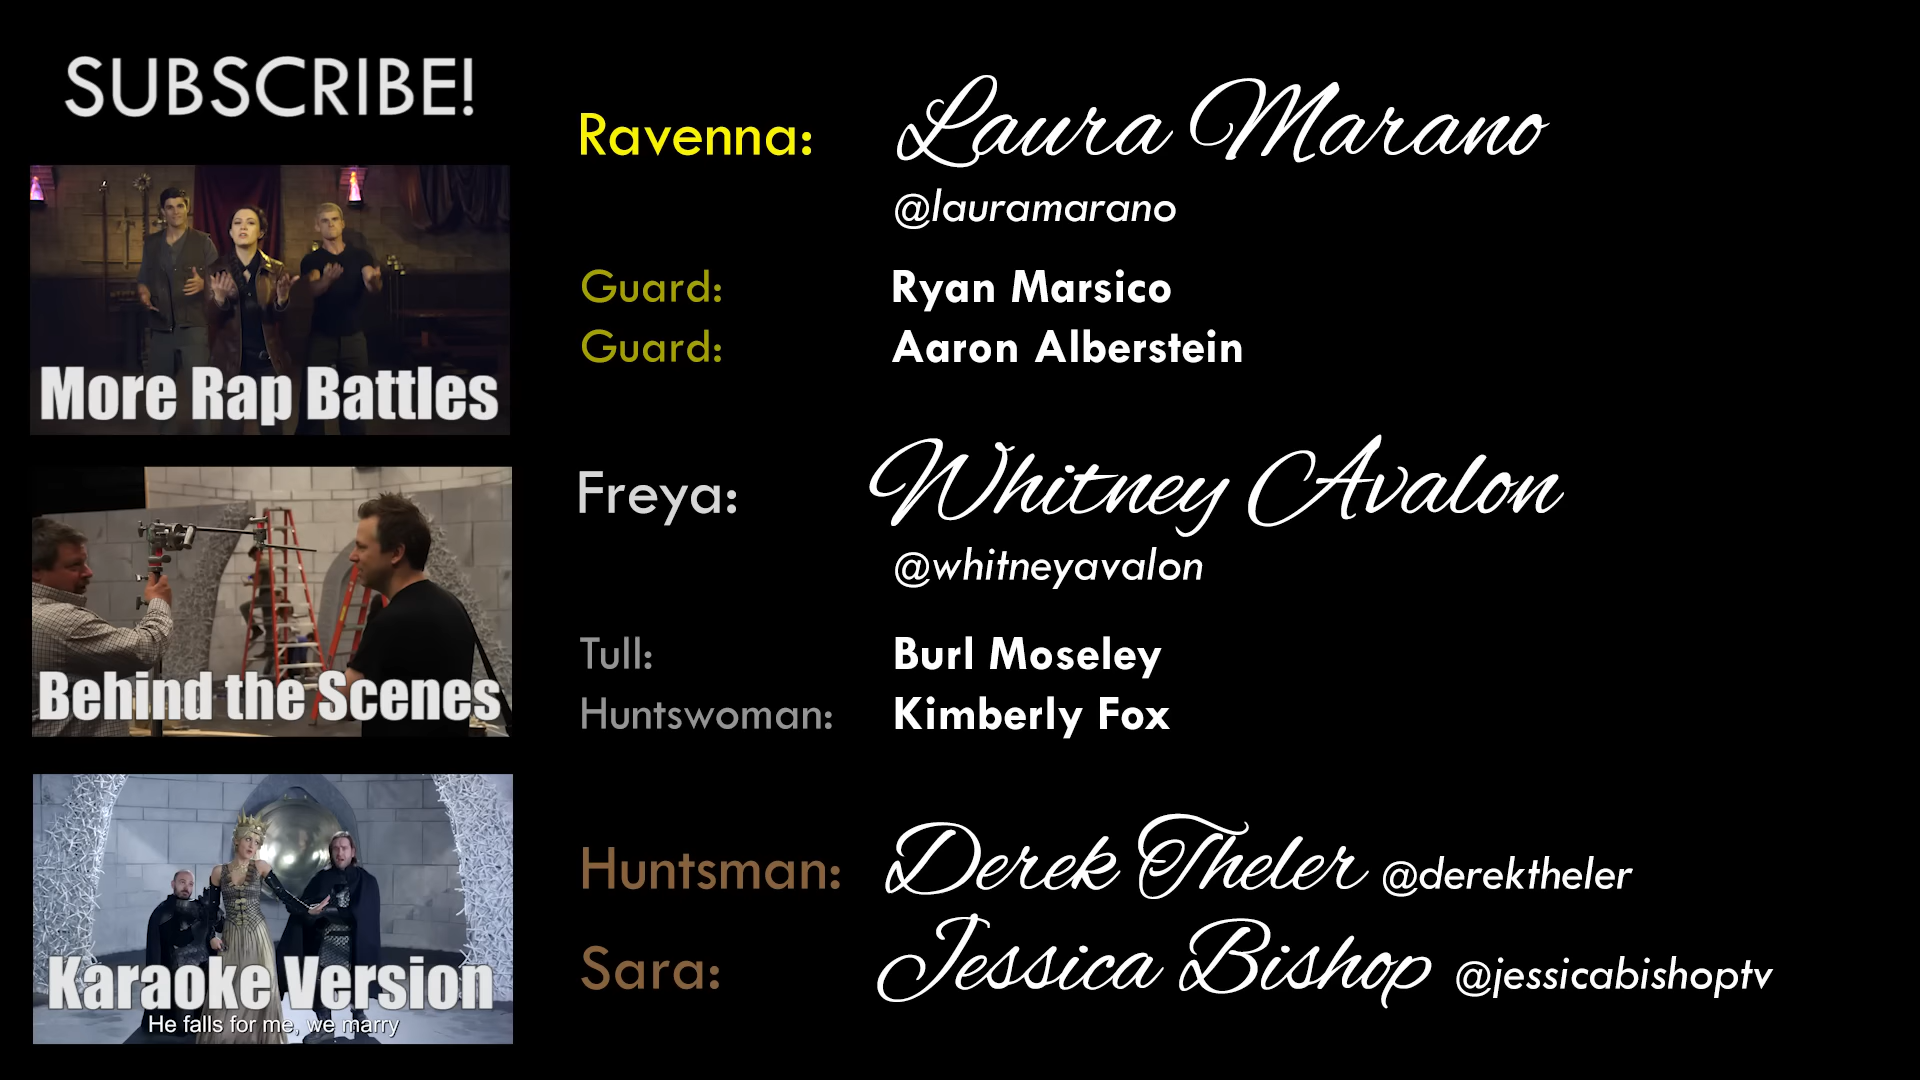 SUBSCRIBE!
More Rap Battles
Behind the Scenes
Karaoke Version
He falls for me, we marry
Ravenna: Laura Marano
@lauramarano
Guard: Ryan Marsico
Guard: Aaron Alberstein
Freya: Whitney Avalon
@whitneyavalon
Tull: Burl Moseley
Huntswoman: Kimberly Fox
Huntsman: Derek Theler @derektheler
Sara: Jessica Bishop @jessicabishoptv